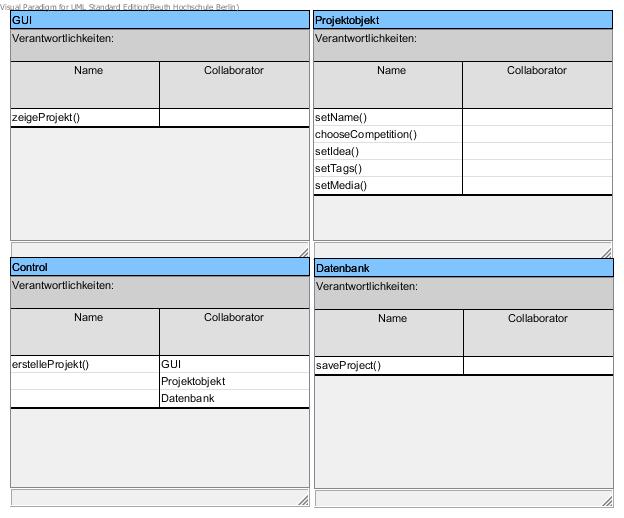 Visual Paradigm for UML Standard Edition(Beuth Hochschule Berlin)
GUI
Verantwortlichkeiten:
Name Collaborator
zeigeProjekt()
Projektobjekt
Verantwortlichkeiten:
Name Collaborator
setName()
chooseCompetition()
setIdea()
setTags()
setMedia()
Control
Verantwortlichkeiten:
Name Collaborator
erstelleProjekt() GUI
Projektobjekt
Datenbank
Datenbank
Verantwortlichkeiten:
Name Collaborator
saveProject()